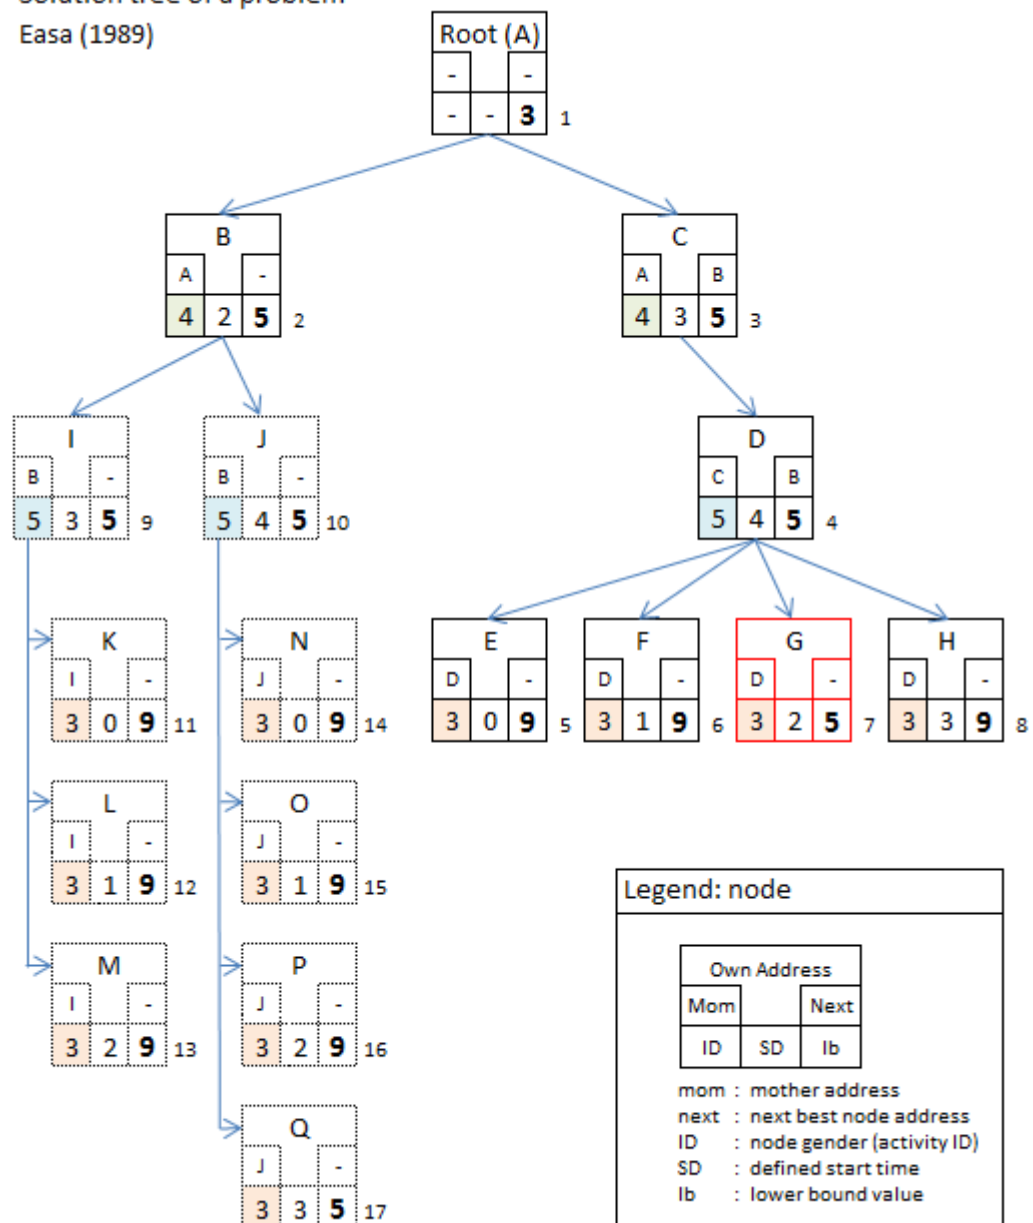 Solution tree of a problem
Easa (1989)
Root (A)
- -
- - 3 1
B
A -
4 2 5 2
C
A B
4 3 5 3
I
B -
5 3 5 9
J
B -
5 4 5 10
D
C B
5 4 5 4
K
I -
3 0 9 11
N
J -
3 0 9 14
E
D -
3 0 9 5
F
D -
3 1 9 6
G
D -
3 2 5 7
H
D -
3 3 9 8
L
I -
3 1 9 12
O
J -
3 1 9 15
M
I -
3 2 9 13
P
J -
3 2 9 16
Q
J -
3 3 5 17
Legend: node
Own Address
Mom Next
ID SD lb
mom : mother address
next : next best node address
ID : node gender (activity ID)
SD : defined start time
lb : lower bound value